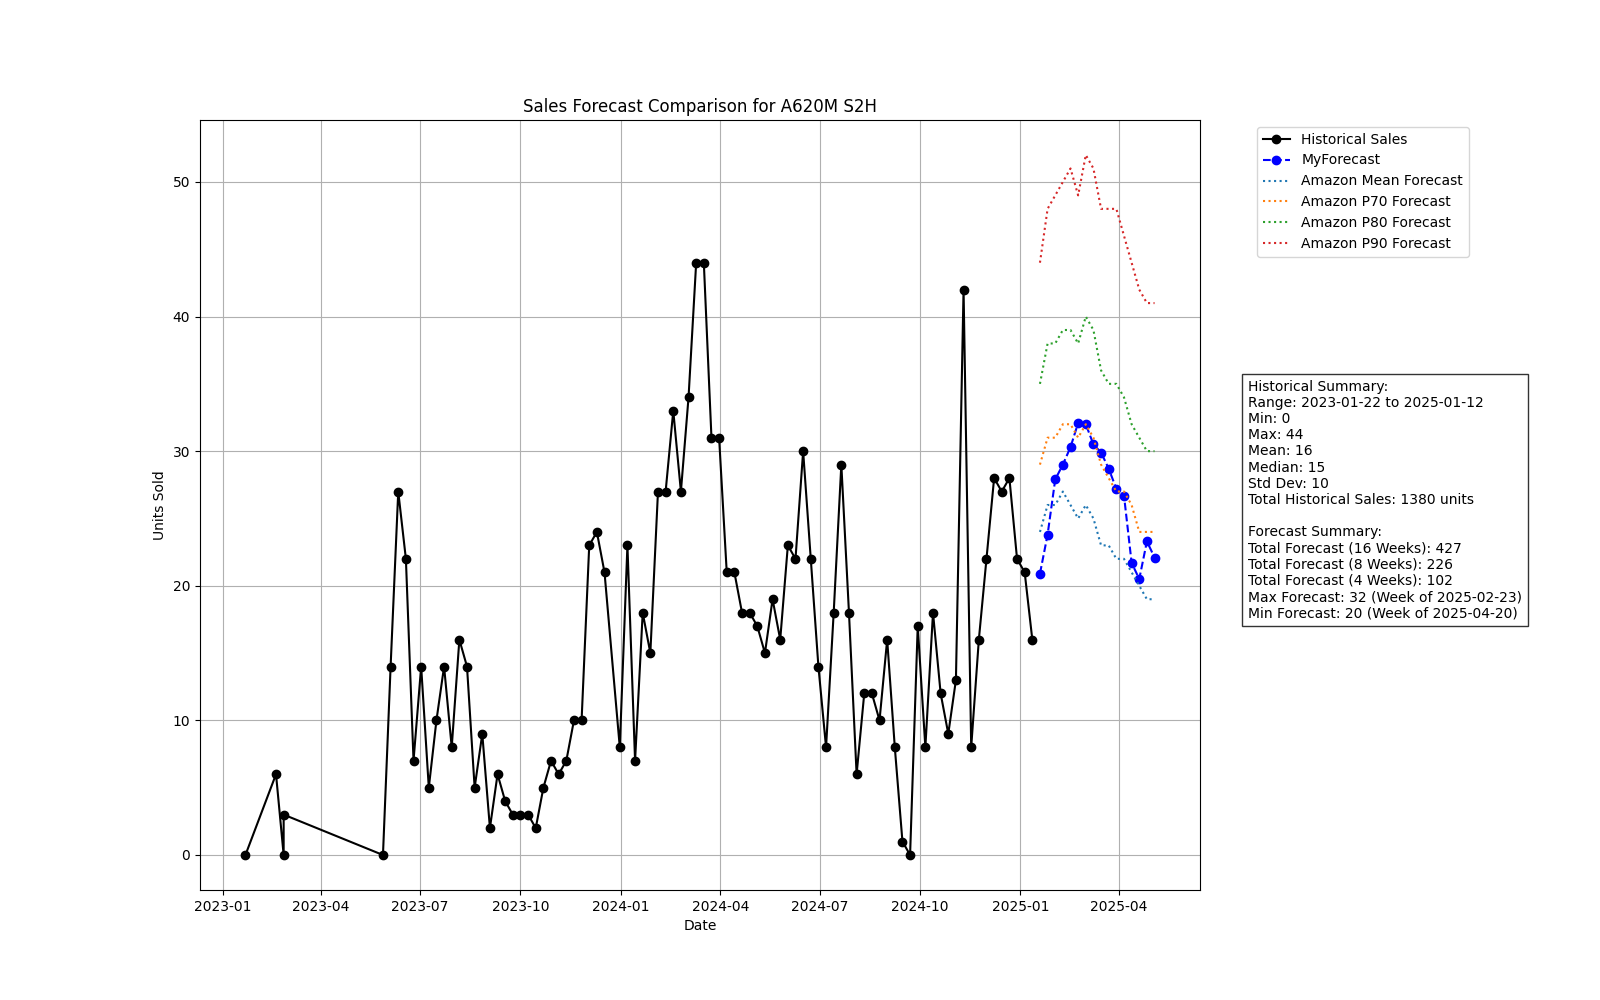 Sales Forecast Comparison for A620M S2H
Historical Sales
MyForecast
Amazon Mean Forecast
Amazon P70 Forecast
Amazon P80 Forecast
Amazon P90 Forecast
50
40
30
20
10
0
Units Sold
2023-01
2023-04
2023-07
2023-10
2024-01
2024-04
2024-07
2024-10
2025-01
2025-04
Date
Historical Summary:
Range: 2023-01-22 to 2025-01-12
Min: 0
Max: 44
Mean: 16
Median: 15
Std Dev: 10
Total Historical Sales: 1380 units
Forecast Summary:
Total Forecast (16 Weeks): 427
Total Forecast (8 Weeks): 226
Total Forecast (4 Weeks): 102
Max Forecast: 32 (Week of 2025-02-23)
Min Forecast: 20 (Week of 2025-04-20)